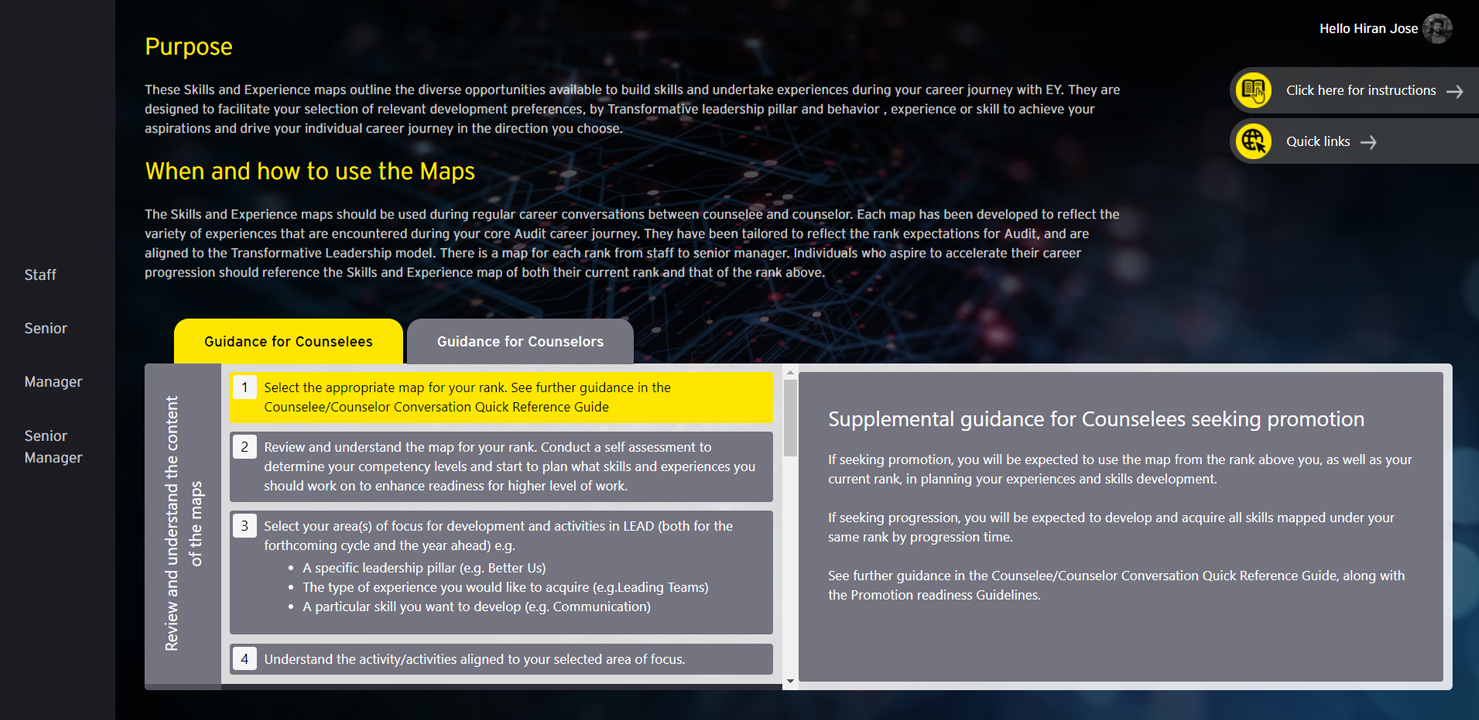 Hello Hiran Jose
Purpose
These Skills and Experience maps outline the diverse opportunities available to build skills and undertake experiences during your career journey with EY. They are
designed to facilitate your selection of relevant development preferences, by Transformative leadership pillar and behavior , experience or skill to achieve your
aspirations and drive your individual career journey in the direction you choose.
Click here for instructions
Quick links
When and how to use the Maps
The Skills and Experience maps should be used during regular career conversations between counselee and counselor. Each map has been developed to reflect the
variety of experiences that are encountered during your core Audit career journey. They have been tailored to reflect the rank expectations for Audit, and are
aligned to the Transformative Leadership model. There is a map for each rank from staff to senior manager. Individuals who aspire to accelerate their career
progression should reference the Skills and Experience map of both their current rank and that of the rank above.
Staff
Senior
Manager
Senior
Manager
Guidance for Counselees
Guidance for Counselors
Review and understand the content
of the maps
1 Select the appropriate map for your rank. See further guidance in the
Counselee/Counselor Conversation Quick Reference Guide
2 Review and understand the map for your rank. Conduct a self assessment to
determine your competency levels and start to plan what skills and experiences you
should work on to enhance readiness for higher level of work.
3 Select your area(s) of focus for development and activities in LEAD (both for the
forthcoming cycle and the year ahead) e.g.
• A specific leadership pillar (e.g. Better Us)
• The type of experience you would like to acquire (e.g.Leading Teams)
• A particular skill you want to develop (e.g. Communication)
4 Understand the activity/activities aligned to your selected area of focus.
Supplemental guidance for Counselees seeking promotion
If seeking promotion, you will be expected to use the map from the rank above you, as well as your
current rank, in planning your experiences and skills development.
If seeking progression, you will be expected to develop and acquire all skills mapped under your
same rank by progression time.
See further guidance in the Counselee/Counselor Conversation Quick Reference Guide, along with
the Promotion readiness Guidelines.